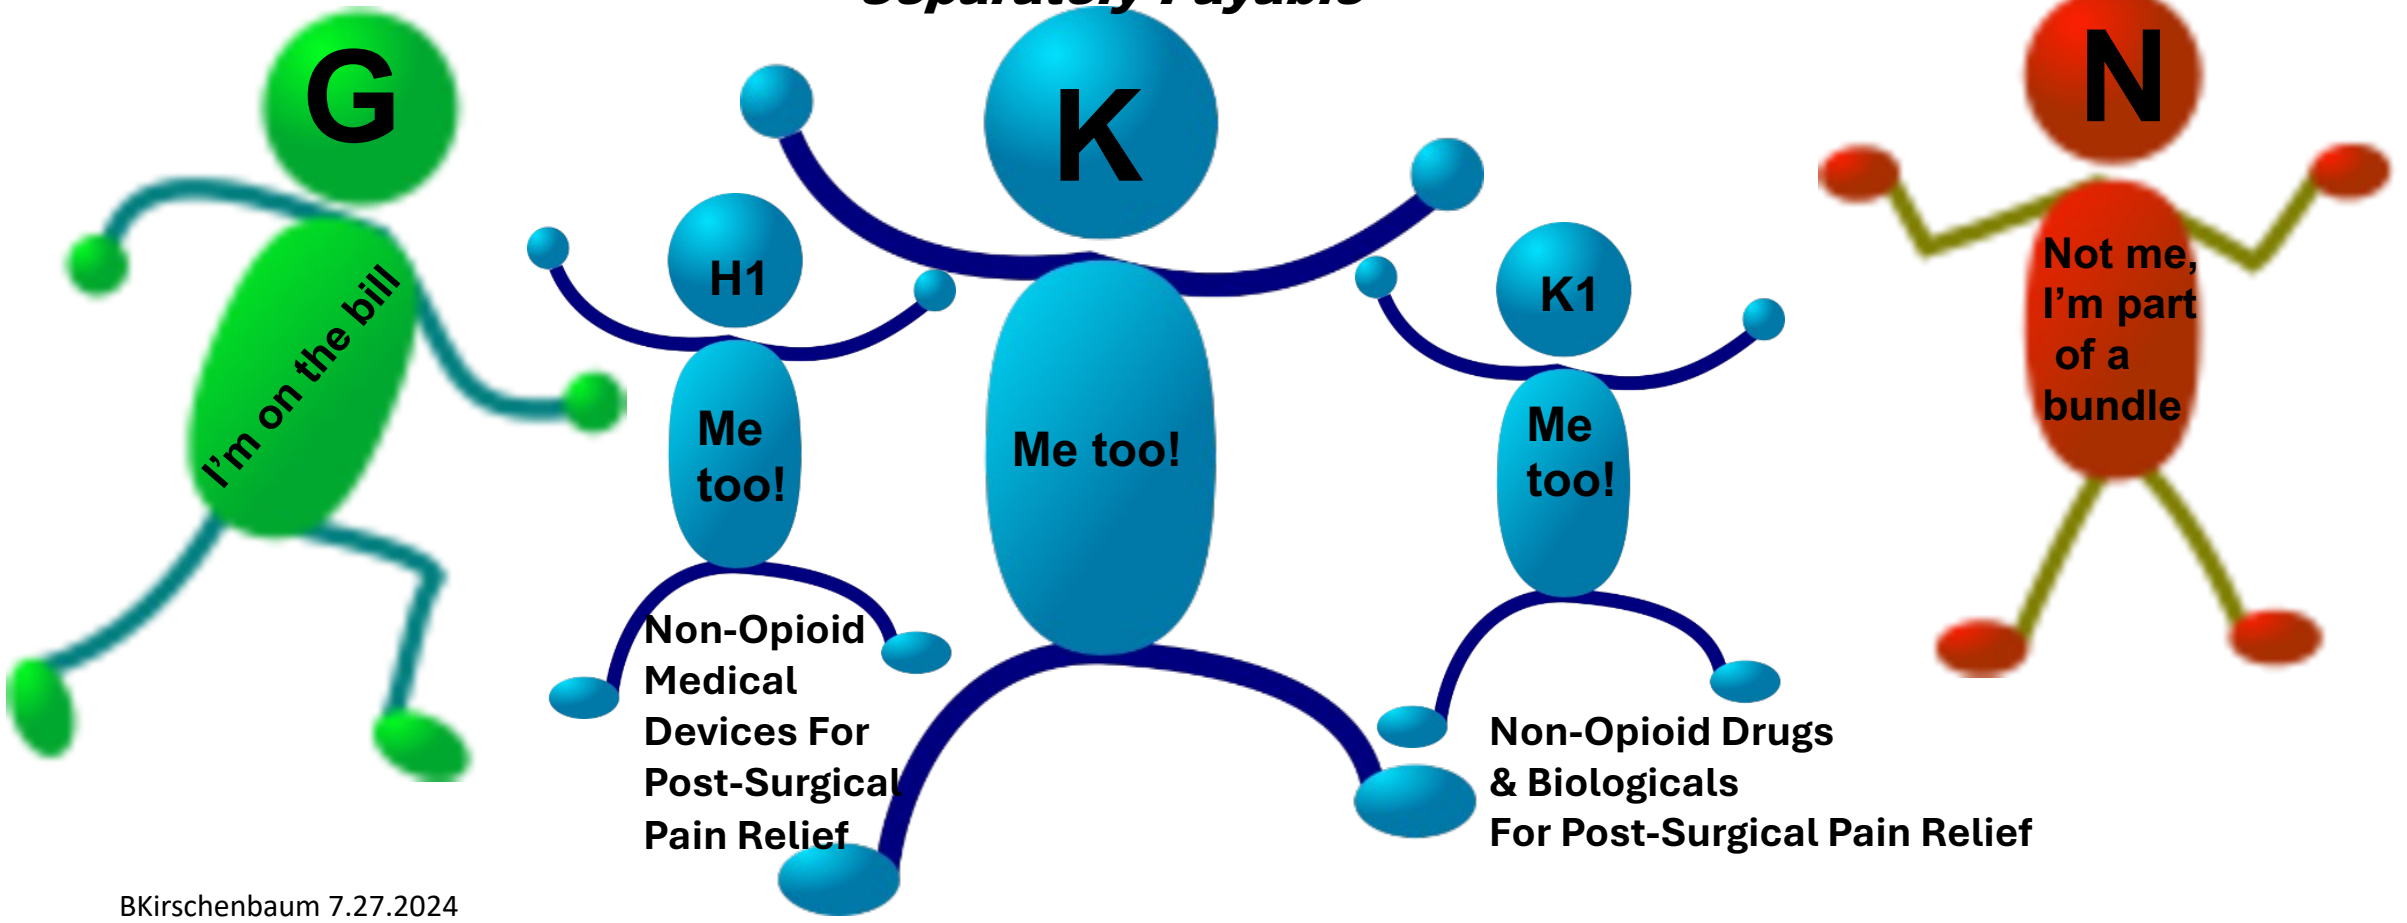 Separately Payable
G
I'm on the bill
H1
Me
too!
Non-Opioid
Medical
Devices For
Post-Surgical
Pain Relief
K
Me too!
K1
Me
too!
Non-Opioid Drugs
& Biologicals
For Post-Surgical Pain Relief
N
Not me,
I'm part
of a
bundle
BKirschenbaum 7.27.2024